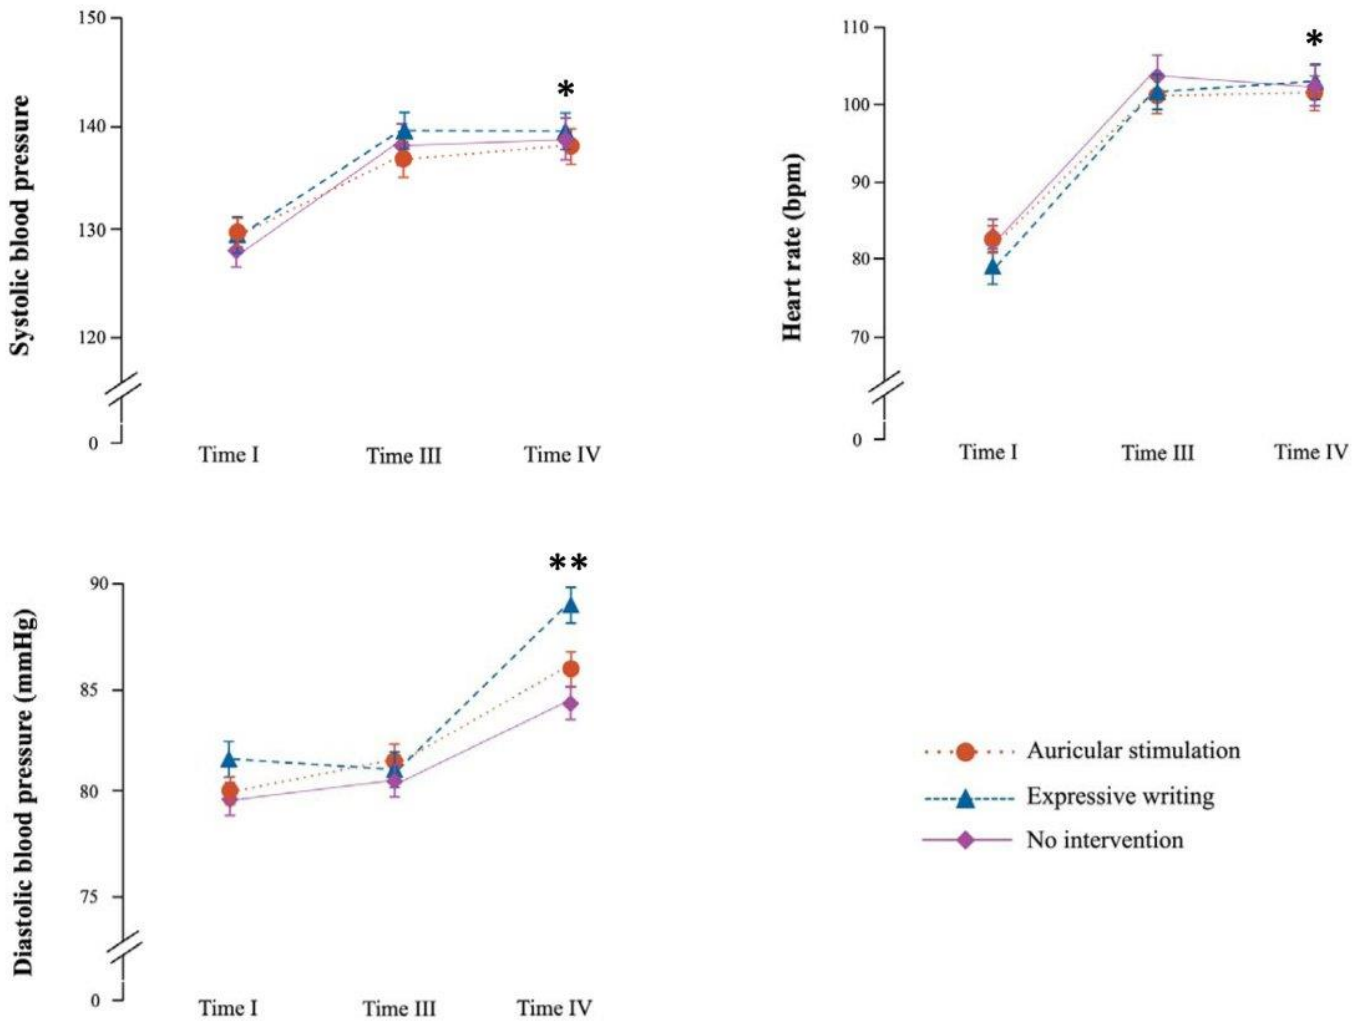 Systolic blood pressure
150
140
130
120
0
*
Time I
Time III
Time IV
Heart rate (bpm)
110
100
90
80
70
0
*
Time I
Time III
Time IV
Diastolic blood pressure (mmHg)
90
85
80
75
0
**
Time I
Time III
Time IV
Auricular stimulation
Expressive writing
No intervention